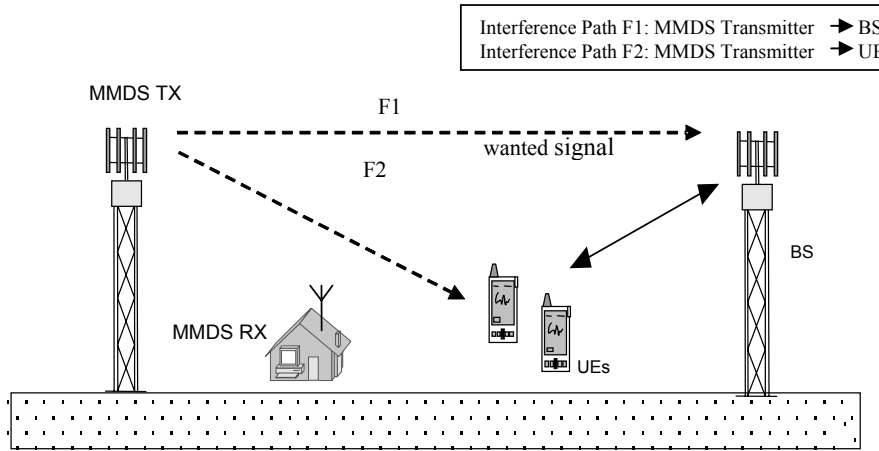 Interference Path F1: MMDS Transmitter BS
Interference Path F2: MMDS Transmitter UE
MMDS TX
F1
wanted signal
F2
BS
MMDS RX
UEs